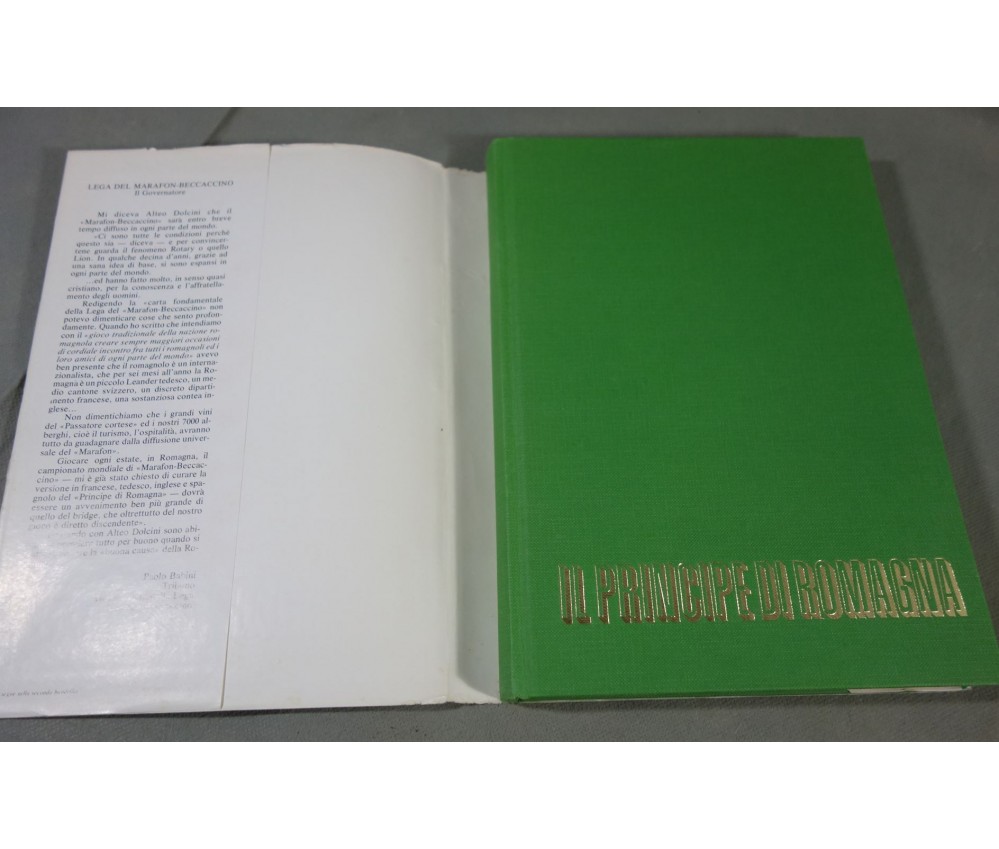 LEGA DEL MARAFON-BECCACCINO
Il Governatore
Mi diceva Alteo Dolcini che il
«Marafon-Beccaccino» sarà entro breve
tempo diffuso in ogni parte del mondo.
«Ci sono tutte le condizioni perché
questo sia — diceva — e per convincer-
tene guarda il fenomeno Rotary o quello
Lion. In qualche decina d'anni, grazie ad
una sana idea di base, si sono espansi in
ogni parte del mondo.
...ed hanno fatto molto, in senso quasi
cristiano, per la conoscenza e l'affratella-
mento degli uomini.
Redigendo la «carta fondamentale
della Lega del «Marafon-Beccaccino» non
potevo dimenticare cose che sento profon-
damente. Quando ho scritto che intendiamo
con il «gioco tradizionale della nazione ro-
magnola creare sempre maggiori occasioni
di cordiale incontro fra tutti i romagnoli ed i
loro amici di ogni parte del mondo» avevo
ben presente che il romagnolo è un interna-
zionalista, che per sei mesi all'anno la Ro-
magna è un piccolo Leander tedesco, un me-
dio cantone svizzero, un discreto diparti-
mento francese, una sostanziosa contea in-
glese...
Non dimentichiamo che i grandi vini
del «Passatore cortese» ed i nostri 7000 al-
berghi, cioè il turismo, l'ospitalità, avranno
tutto da guadagnare dalla diffusione univer-
sale del «Marafon».
Giocare ogni estate, in Romagna, il
campionato mondiale di «Marafon-Beccac-
cino» — mi è già stato chiesto di curare la
versione in francese, tedesco, inglese e spa-
gnolo del «Principe di Romagna» — dovrà
essere un avvenimento ben più grande di
quello del bridge, che oltretutto del nostro
gioco è diretto discendente».
con Alteo Dolcini sono abi-
tutto per buono quando si
della Ro-
Paolo
IL PRINCIPE DI ROMAGNA